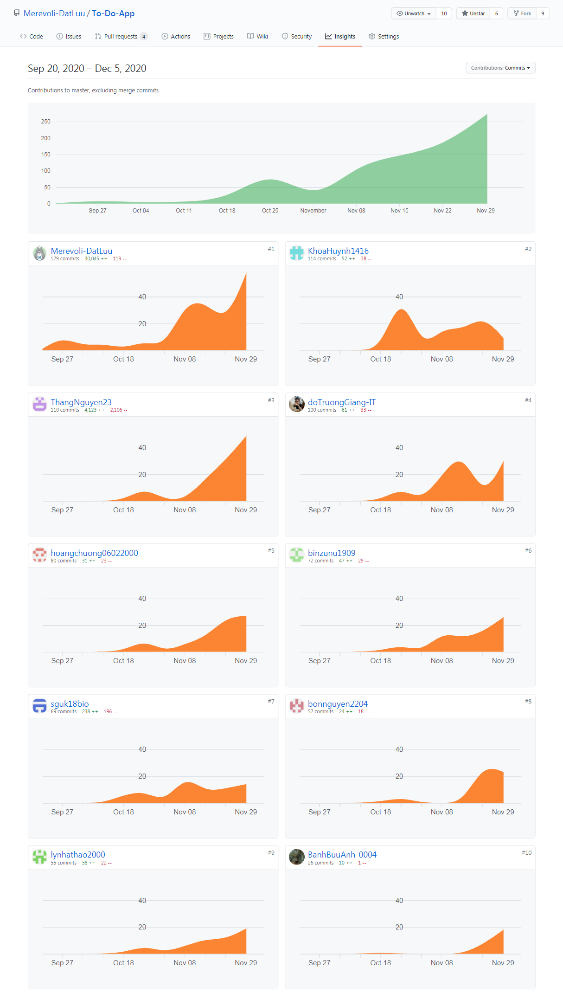 Merevoli-DatLuu / To-Do-App
Unwatch 10 Unstar 6 Fork 9
Code Issues Pull requests 4 Actions Projects Wiki Security Insights Settings
Sep 20, 2020 – Dec 5, 2020
Contributions: Commits
Contributions to master, excluding merge commits
250
200
150
100
50
0
Sep 27 Oct 04 Oct 11 Oct 18 Oct 25 November Nov 08 Nov 15 Nov 22 Nov 29
Merevoli-DatLuu #1
179 commits 30,045 ++ 119 --
40
20
Sep 27 Oct 18 Nov 08 Nov 29
KhoaHuynh1416 #2
114 commits 52 ++ 38 --
40
20
Sep 27 Oct 18 Nov 08 Nov 29
ThangNguyen23 #3
110 commits 4,123 ++ 2,106 --
40
20
Sep 27 Oct 18 Nov 08 Nov 29
doTruongGiang-IT #4
100 commits 61 ++ 33 --
40
20
Sep 27 Oct 18 Nov 08 Nov 29
hoangchuong06022000 #5
80 commits 31 ++ 23 --
40
20
Sep 27 Oct 18 Nov 08 Nov 29
binzunu1909 #6
72 commits 47 ++ 29 --
40
20
Sep 27 Oct 18 Nov 08 Nov 29
sguk18bio #7
69 commits 238 ++ 196 --
40
20
Sep 27 Oct 18 Nov 08 Nov 29
bonnguyen2204 #8
57 commits 24 ++ 18 --
40
20
Sep 27 Oct 18 Nov 08 Nov 29
lynhathao2000 #9
55 commits 58 ++ 22 --
40
20
Sep 27 Oct 18 Nov 08 Nov 29
BanhBuuAnh-0004 #10
26 commits 10 ++ 1 --
40
20
Sep 27 Oct 18 Nov 08 Nov 29